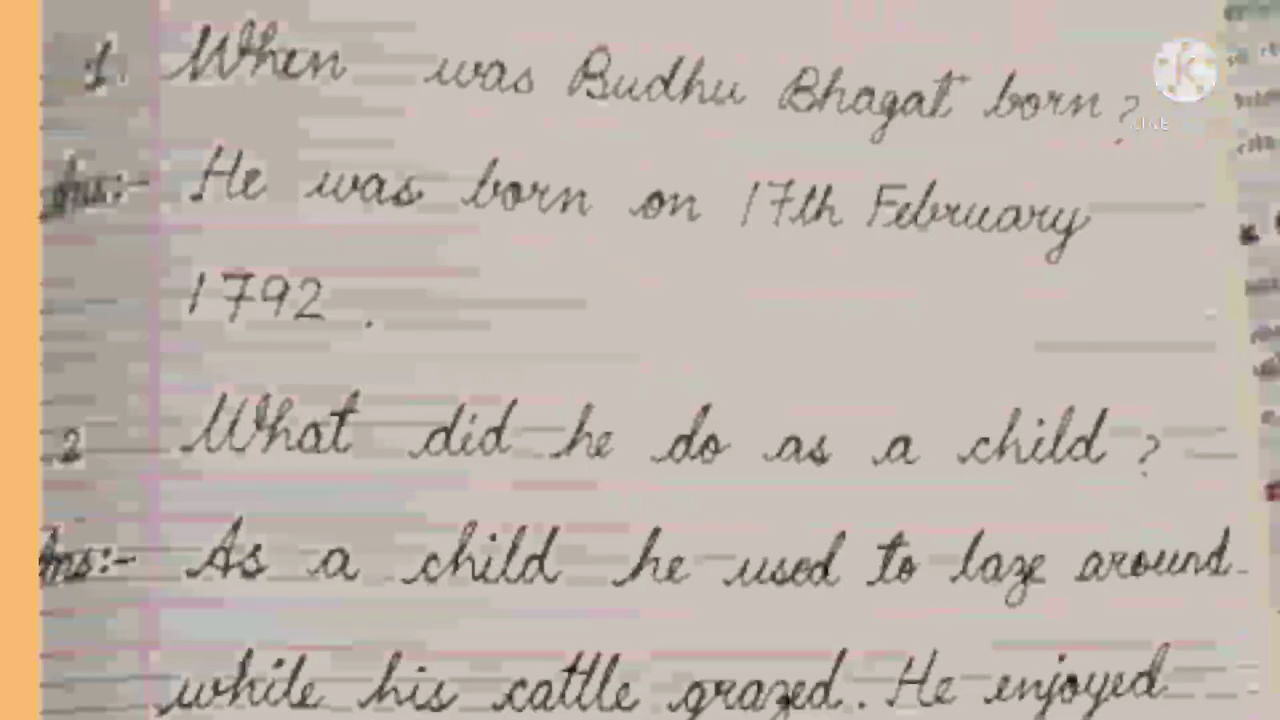 1. When was Budhu Bhagat born?
Ans:- He was born on 17th February
1792.
2 What did he do as a child?
Ans:- As a child he used to laze around
while his cattle grazed. He enjoyed